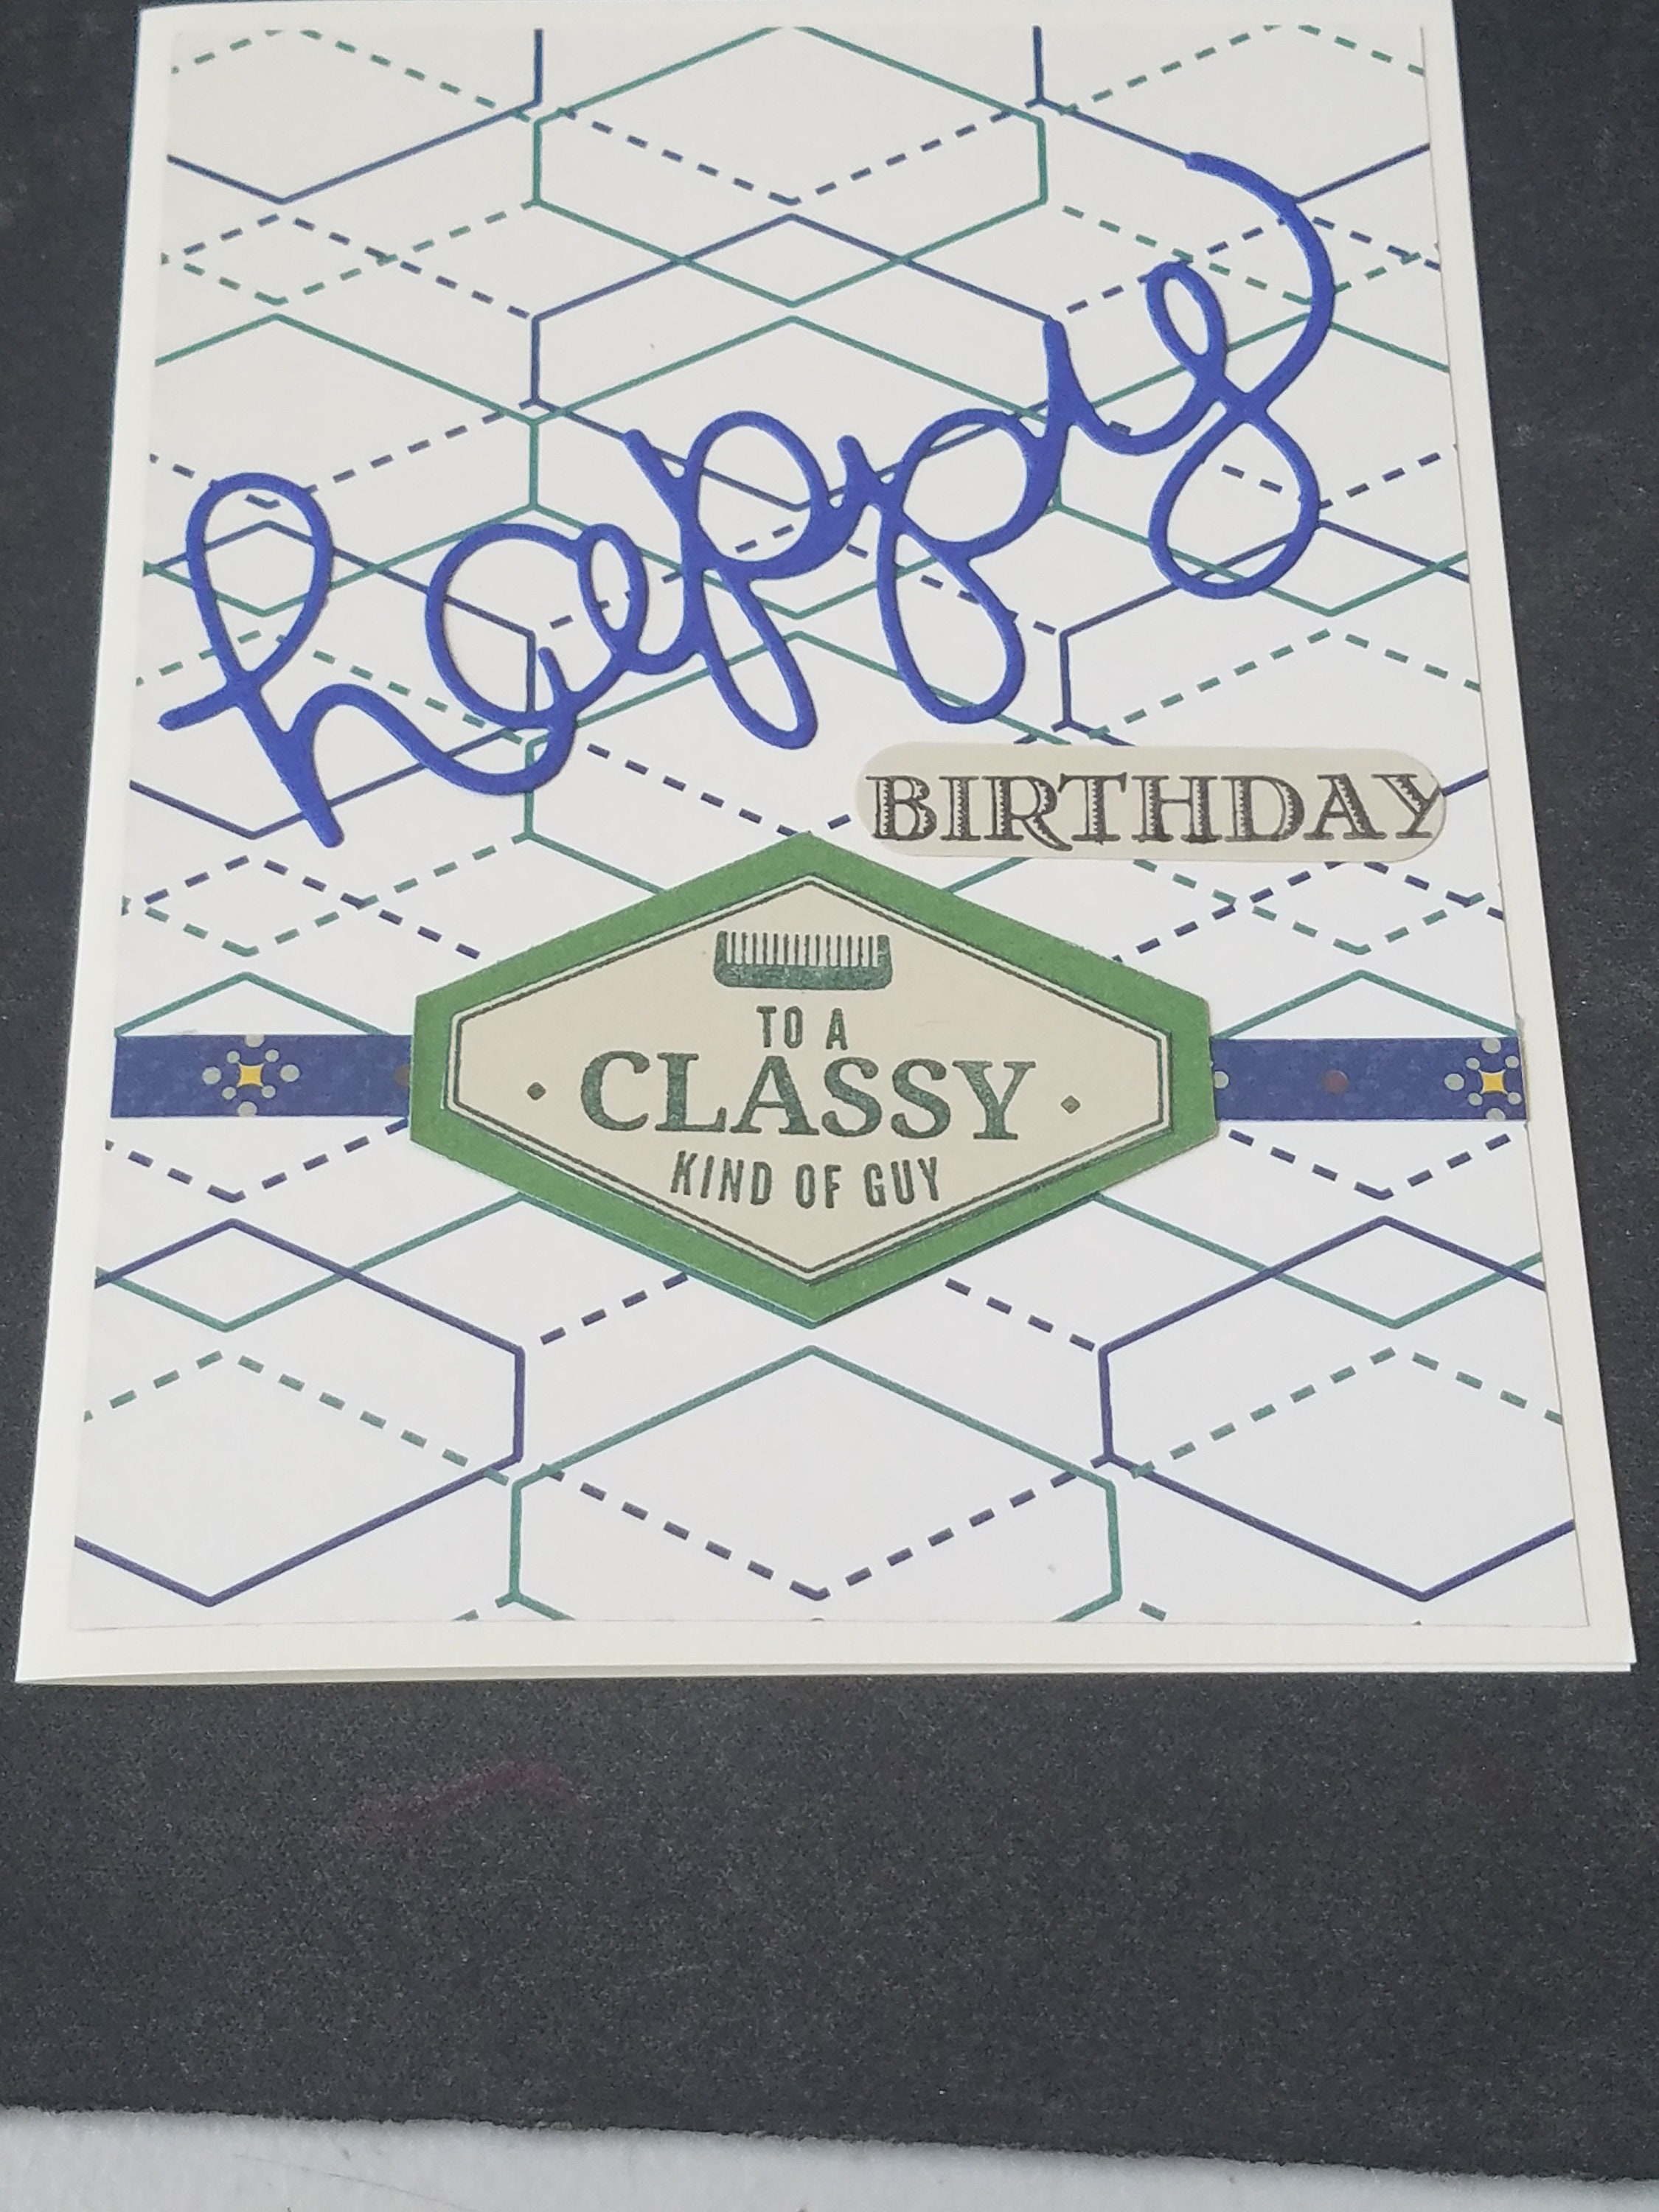 happy
BIRTHDAY
TO A
CLASSY
KIND OF GUY